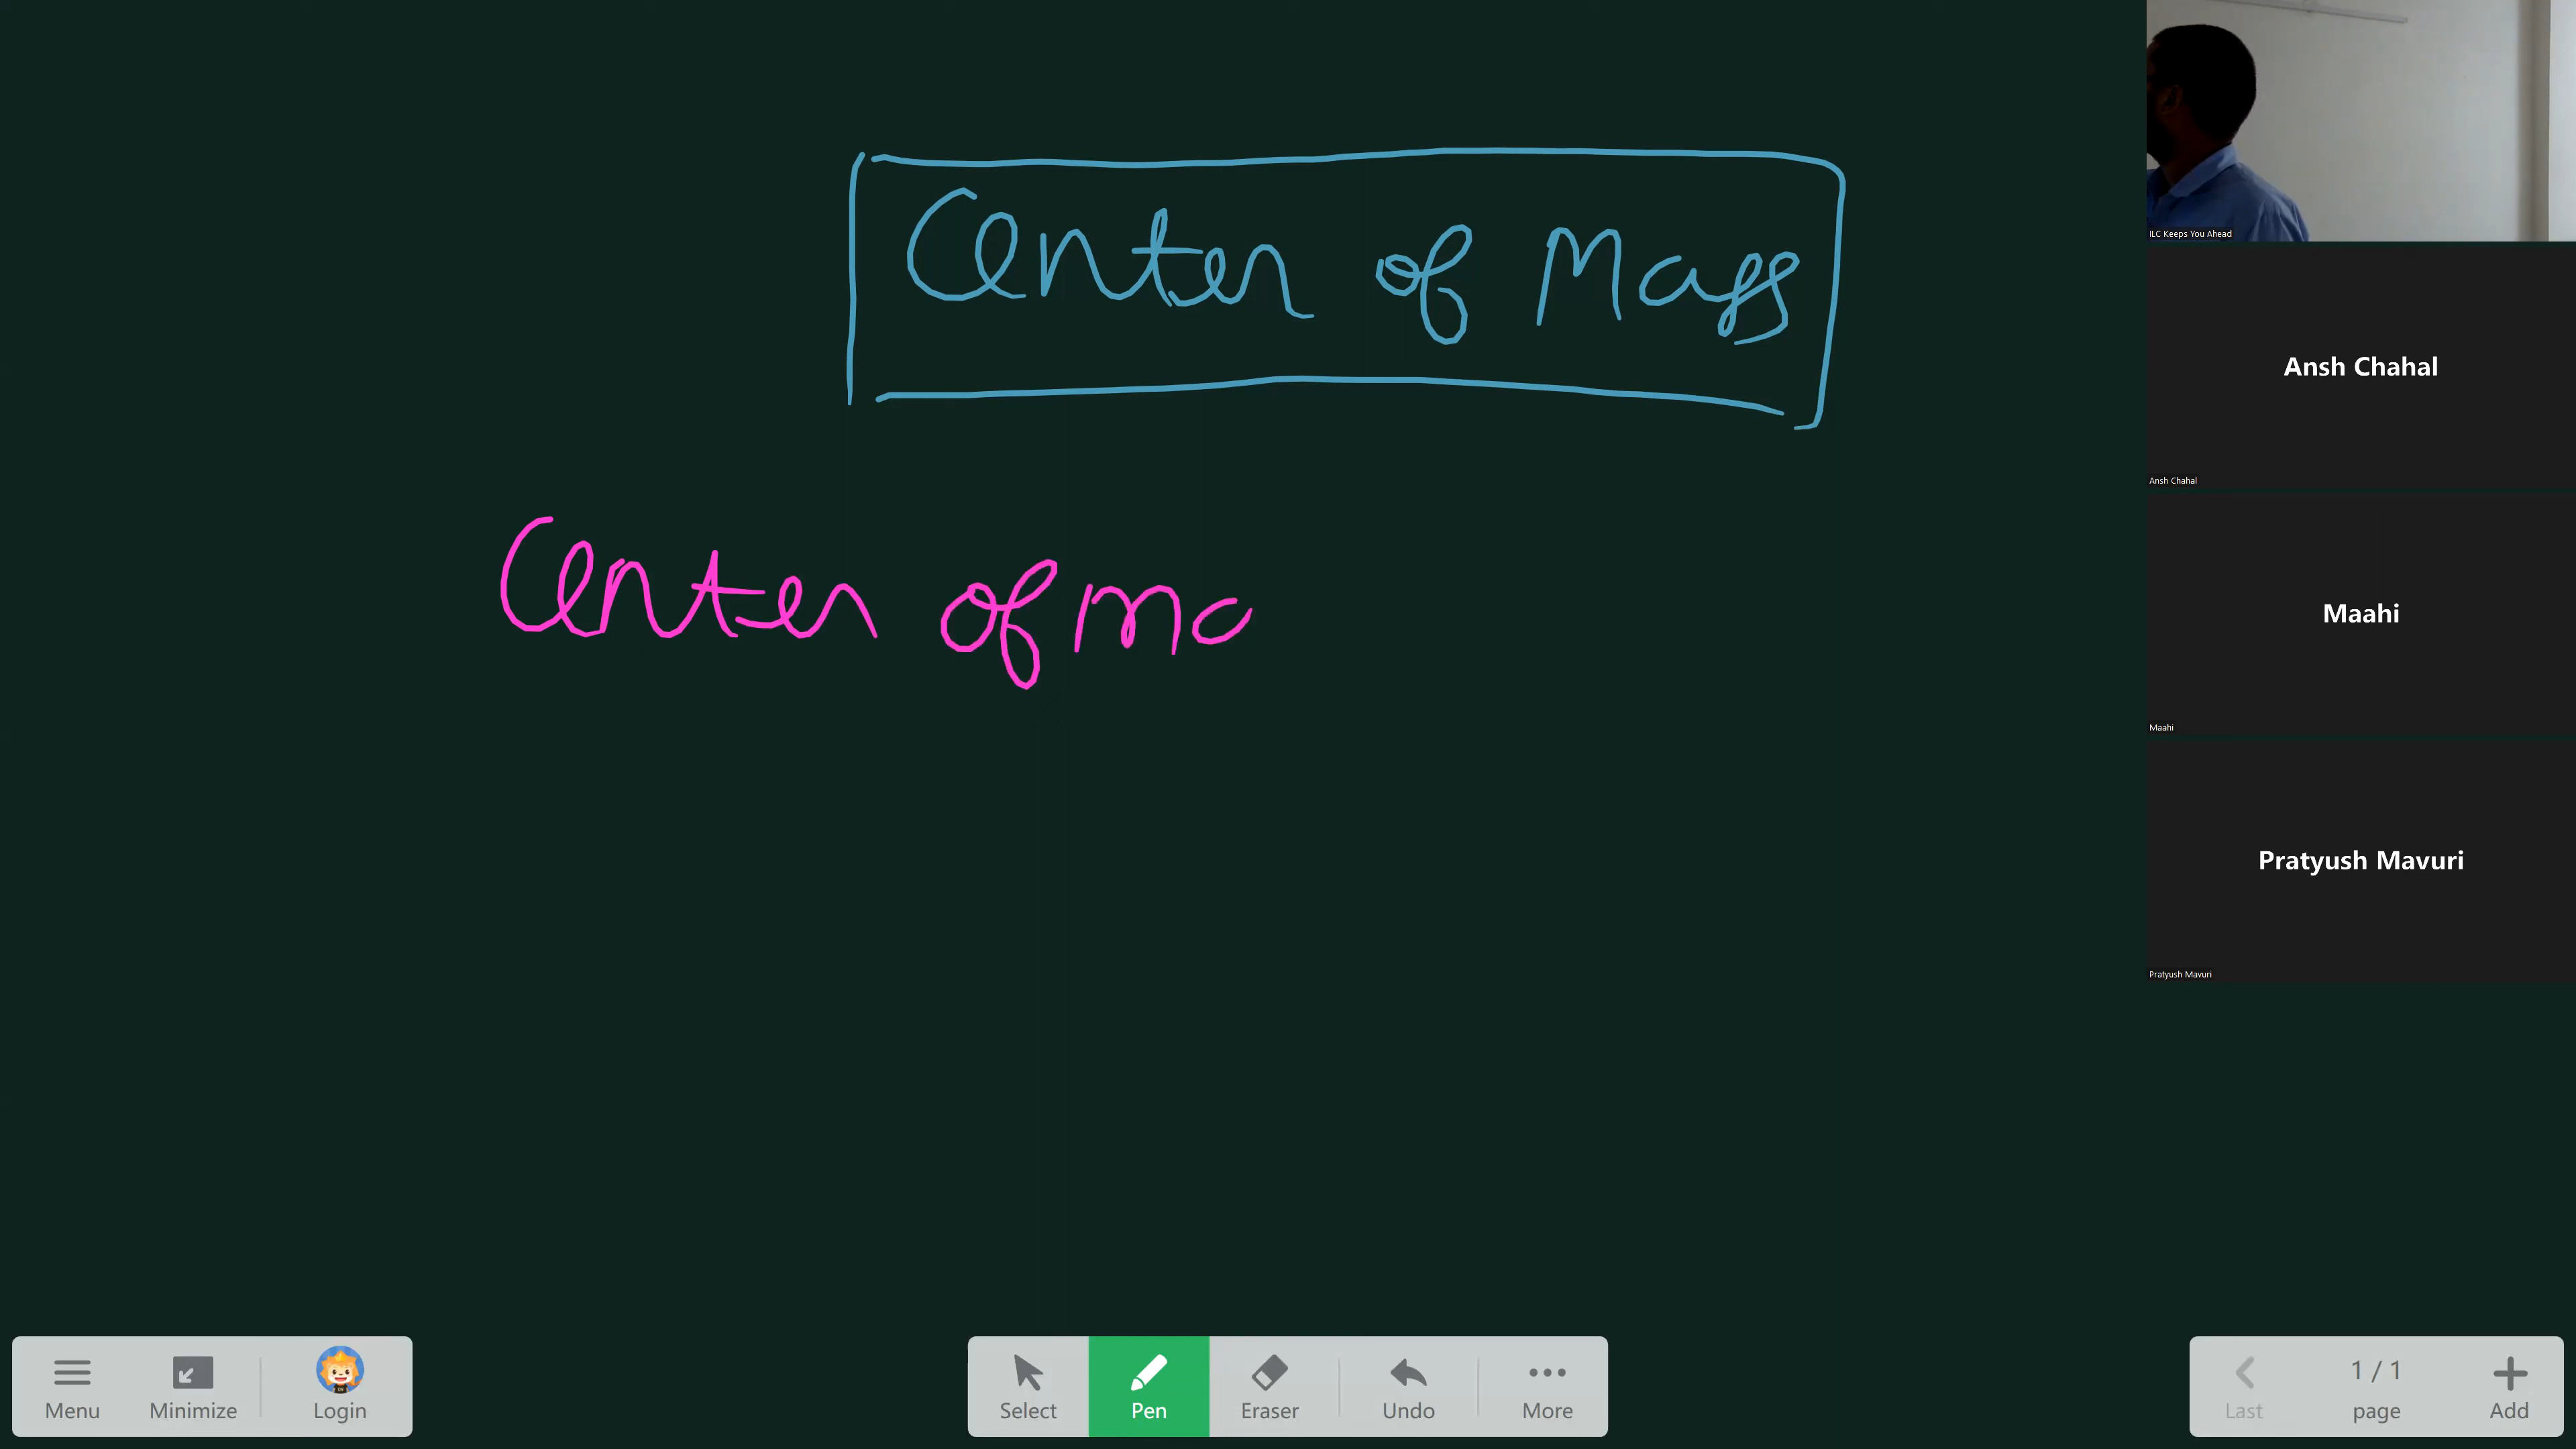 Center of Mass
ILC Keeps You Ahead
Ansh Chahal
Ansh Chahal
Center of ma
Maahi
Maahi
Pratyush Mavuri
Pratyush Mavuri
Menu Minimize Login Select Pen Eraser Undo More Last 1 / 1 page Add